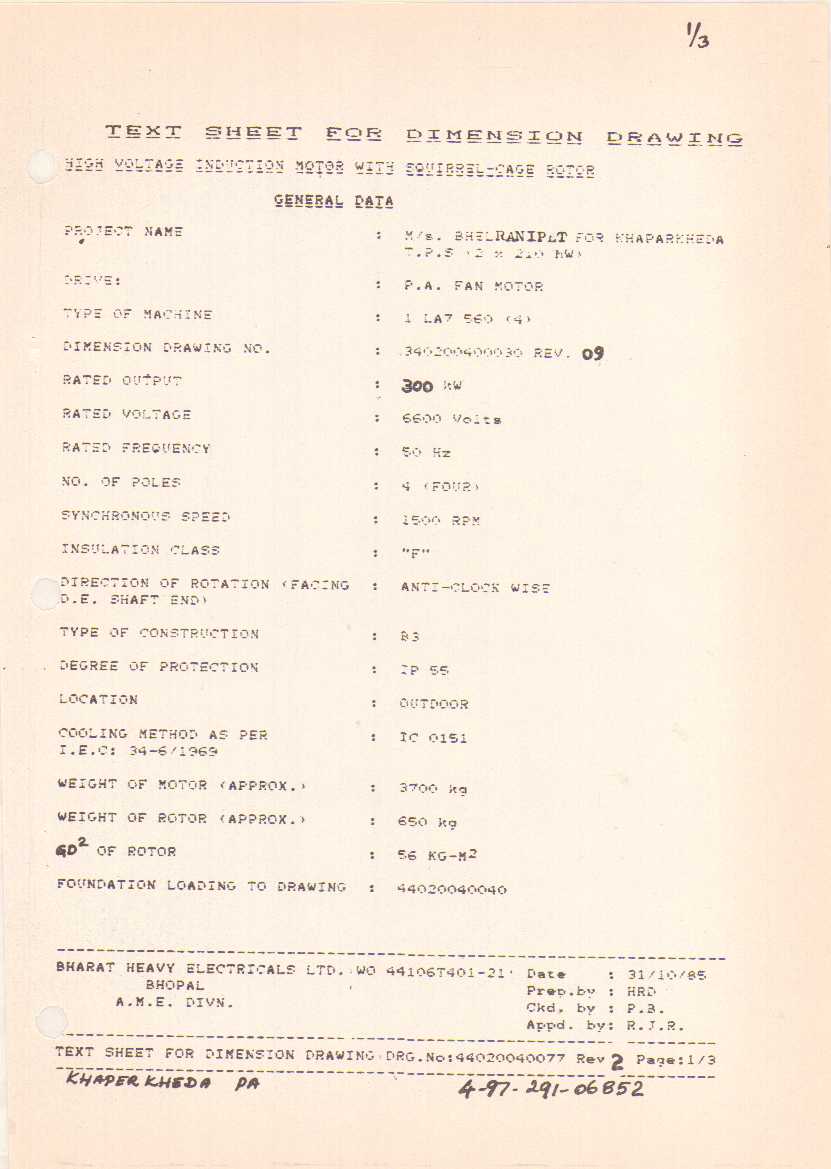 1/3
TEXT SHEET FOR DIMENSION DRAWING
HIGH VOLTAGE INDUCTION MOTOR WITH SQUIRREL-CAGE ROTOR
GENERAL DATA
PROJECT NAME : M/s. BHELRANIPET FOR KHAPARKHEDA
T.P.S (2 x 210 MW)
DRIVE: : P.A. FAN MOTOR
TYPE OF MACHINE : 1 LA7 560 (4)
DIMENSION DRAWING NO. : 340200400030 REV. 09
RATED OUTPUT : 300 kW
RATED VOLTAGE : 6600 Volts
RATED FREQUENCY : 50 Hz
NO. OF POLES : 4 (FOUR)
SYNCHRONOUS SPEED : 1500 RPM
INSULATION CLASS : "F"
DIRECTION OF ROTATION (FACING : ANTI-CLOCK WISE
D.E. SHAFT END)
TYPE OF CONSTRUCTION : B3
DEGREE OF PROTECTION : IP 55
LOCATION : OUTDOOR
COOLING METHOD AS PER : IC 0151
I.E.C: 34-6/1969
WEIGHT OF MOTOR (APPROX.) : 3700 kg
WEIGHT OF ROTOR (APPROX.) : 650 kg
GD² OF ROTOR : 56 KG-M2
FOUNDATION LOADING TO DRAWING : 44020040040
BHARAT HEAVY ELECTRICALS LTD. WO 44106T401-21 Date : 31/10/85
BHOPAL Prep.by : HRD
A.M.E. DIVN. Ckd. by : P.B.
Appd. by: R.J.R.
TEXT SHEET FOR DIMENSION DRAWING DRG.No:44020040077 Rev 2 Page:1/3
KHAPERKHEDA PA 4-97-291-06852